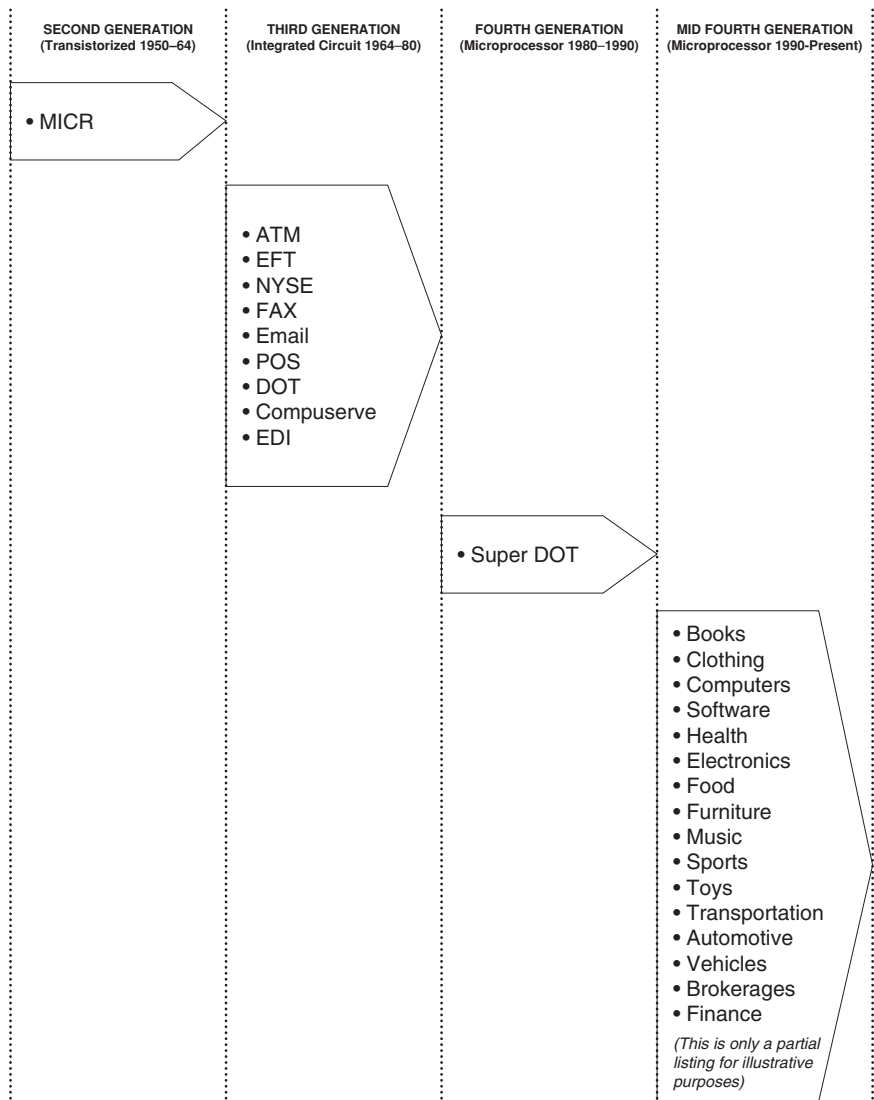 SECOND GENERATION
(Transistorized 1950–64)
THIRD GENERATION
(Integrated Circuit 1964–80)
FOURTH GENERATION
(Microprocessor 1980–1990)
MID FOURTH GENERATION
(Microprocessor 1990-Present)
• MICR
• ATM
• EFT
• NYSE
• FAX
• Email
• POS
• DOT
• Compuserve
• EDI
• Super DOT
• Books
• Clothing
• Computers
• Software
• Health
• Electronics
• Food
• Furniture
• Music
• Sports
• Toys
• Transportation
• Automotive
• Vehicles
• Brokerages
• Finance
(This is only a partial
listing for illustrative
purposes)